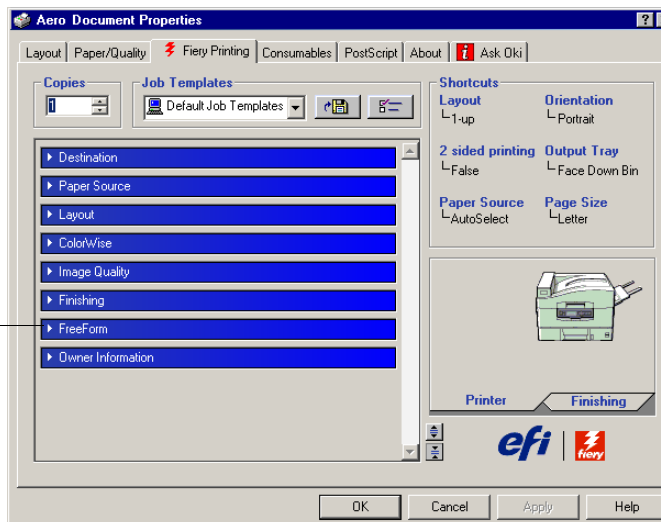 Aero Document Properties
?
Layout
Paper/Quality
Fiery Printing
Consumables
PostScript
About
i
Ask Oki
Copies
1
Job Templates
Default Job Templates
Destination
Paper Source
Layout
ColorWise
Image Quality
Finishing
FreeForm
Owner Information
Shortcuts
Layout
1-up
Orientation
Portrait
2 sided printing
False
Output Tray
Face Down Bin
Paper Source
AutoSelect
Page Size
Letter
Printer
Finishing
efi
fiery
OK
Cancel
Apply
Help